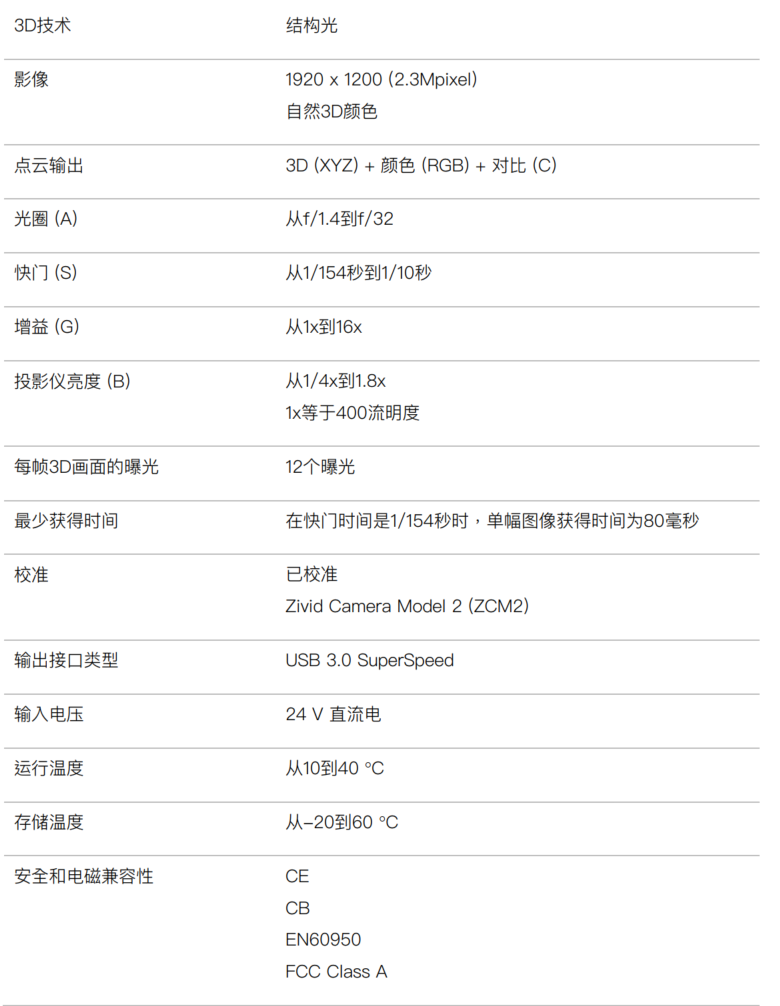 3D技术 结构光
影像 1920 x 1200 (2.3Mpixel)
自然3D颜色
点云输出 3D (XYZ) + 颜色 (RGB) + 对比 (C)
光圈 (A) 从f/1.4到f/32
快门 (S) 从1/154秒到1/10秒
增益 (G) 从1x到16x
投影仪亮度 (B) 从1/4x到1.8x
1x等于400流明度
每帧3D画面的曝光 12个曝光
最少获得时间 在快门时间是1/154秒时，单幅图像获得时间为80毫秒
校准 已校准
Zivid Camera Model 2 (ZCM2)
输出接口类型 USB 3.0 SuperSpeed
输入电压 24 V 直流电
运行温度 从10到40 °C
存储温度 从–20到60 °C
安全和电磁兼容性 CE
CB
EN60950
FCC Class A